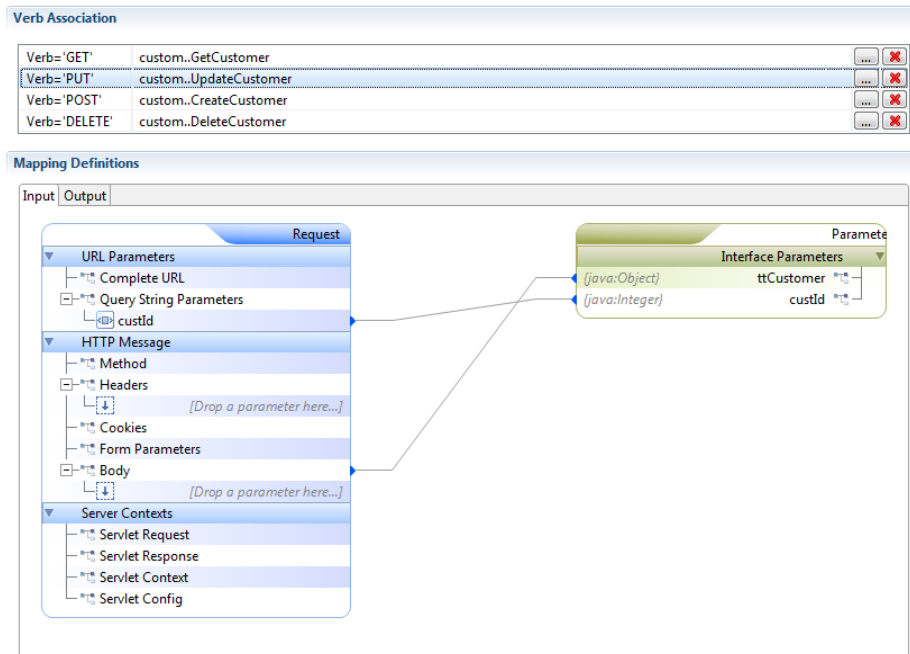 Verb Association
Verb='GET' custom..GetCustomer ...
Verb='PUT' custom..UpdateCustomer ...
Verb='POST' custom..CreateCustomer ...
Verb='DELETE' custom..DeleteCustomer ...
Mapping Definitions
Input Output
Request
URL Parameters
Complete URL
Query String Parameters
custId
HTTP Message
Method
Headers
[Drop a parameter here...]
Cookies
Form Parameters
Body
[Drop a parameter here...]
Server Contexts
Servlet Request
Servlet Response
Servlet Context
Servlet Config
Paramete
Interface Parameters
{java:Object} ttCustomer
{java:Integer} custId